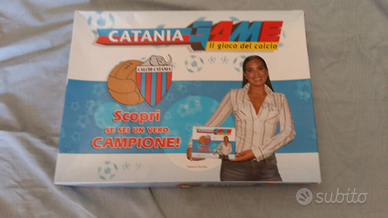 CATANIA GAME
Il gioco del calcio
CALCIO CATANIA
Scopri
SE SEI UN VERO
CAMPIONE!
subito